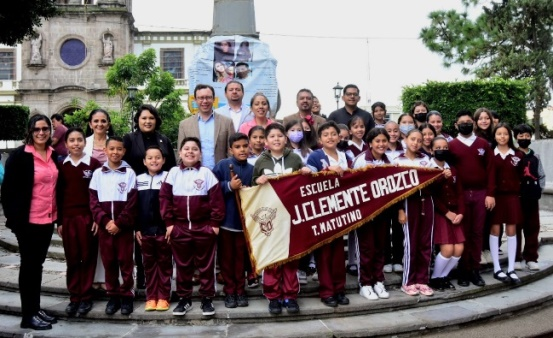 ESCUELA
J. CLEMENTE OROZCO
T. MATUTINO